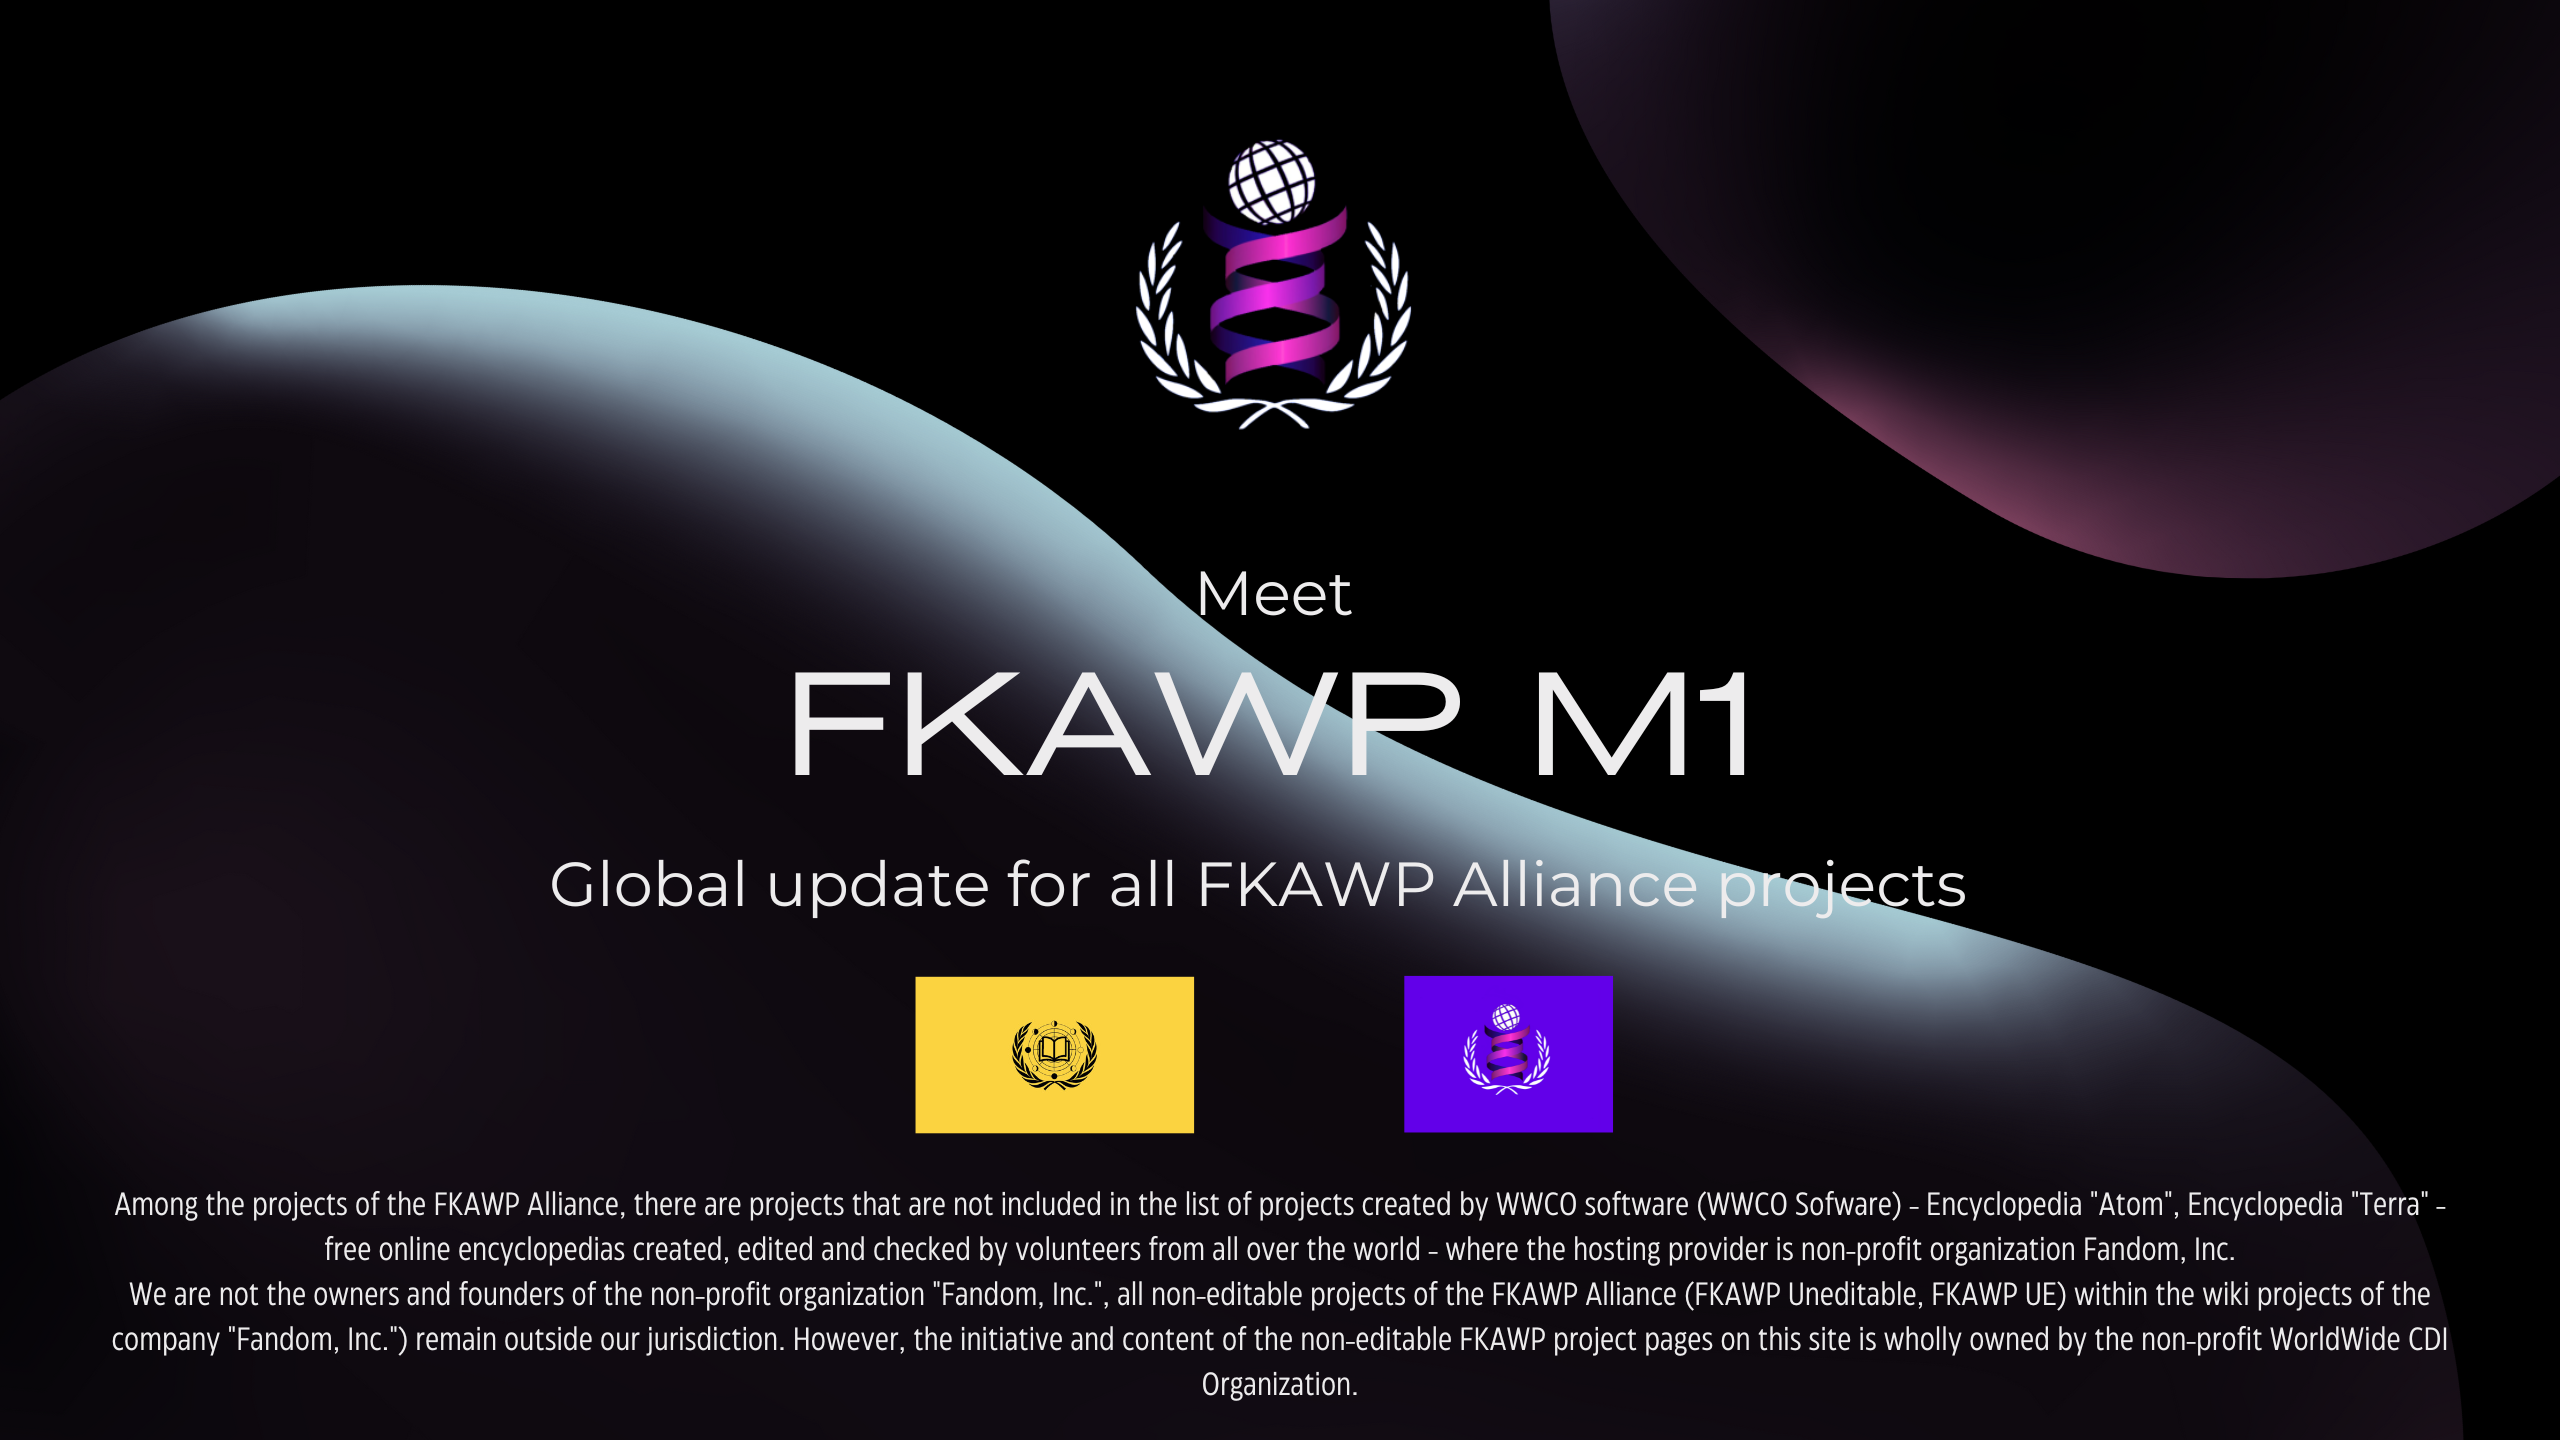 Meet
FKAWP M1
Global update for all FKAWP Alliance projects
Among the projects of the FKAWP Alliance, there are projects that are not included in the list of projects created by WWCO software (WWCO Sofware) - Encyclopedia "Atom", Encyclopedia "Terra" -
free online encyclopedias created, edited and checked by volunteers from all over the world - where the hosting provider is non-profit organization Fandom, Inc.
We are not the owners and founders of the non-profit organization "Fandom, Inc.", all non-editable projects of the FKAWP Alliance (FKAWP Uneditable, FKAWP UE) within the wiki projects of the
company "Fandom, Inc.") remain outside our jurisdiction. However, the initiative and content of the non-editable FKAWP project pages on this site is wholly owned by the non-profit WorldWide CDI
Organization.